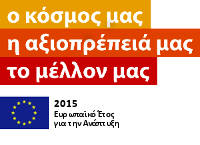 ο κόσμος μας
η αξιοπρέπειά μας
το μέλλον μας
2015
Ευρωπαϊκό Έτος
για την Ανάπτυξη